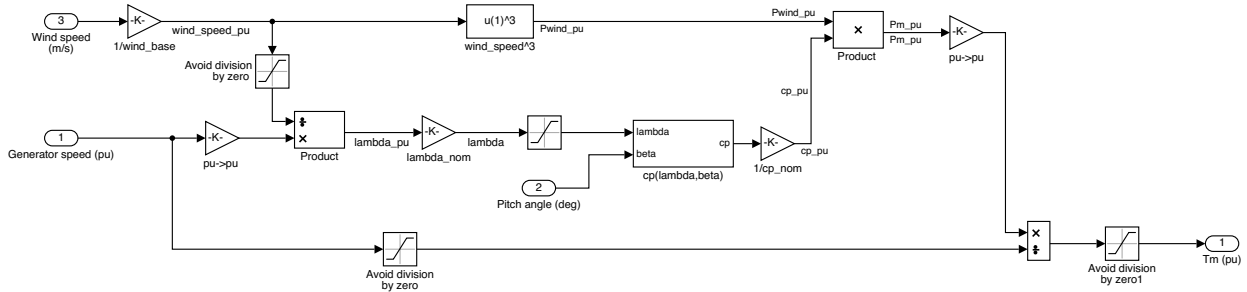 3
Wind speed
(m/s)
-K-
1/wind_base
wind_speed_pu
u(1)^3
wind_speed^3
Pwind_pu
Pwind_pu
×
Product
Pm_pu
Pm_pu
-K-
pu->pu
Avoid division
by zero
cp_pu
1
Generator speed (pu)
-K-
pu->pu
÷
×
Product
lambda_pu
-K-
lambda_nom
lambda
lambda
beta
cp
cp(lambda,beta)
-K-
1/cp_nom
cp_pu
2
Pitch angle (deg)
Avoid division
by zero
×
÷
Avoid division
by zero1
1
Tm (pu)